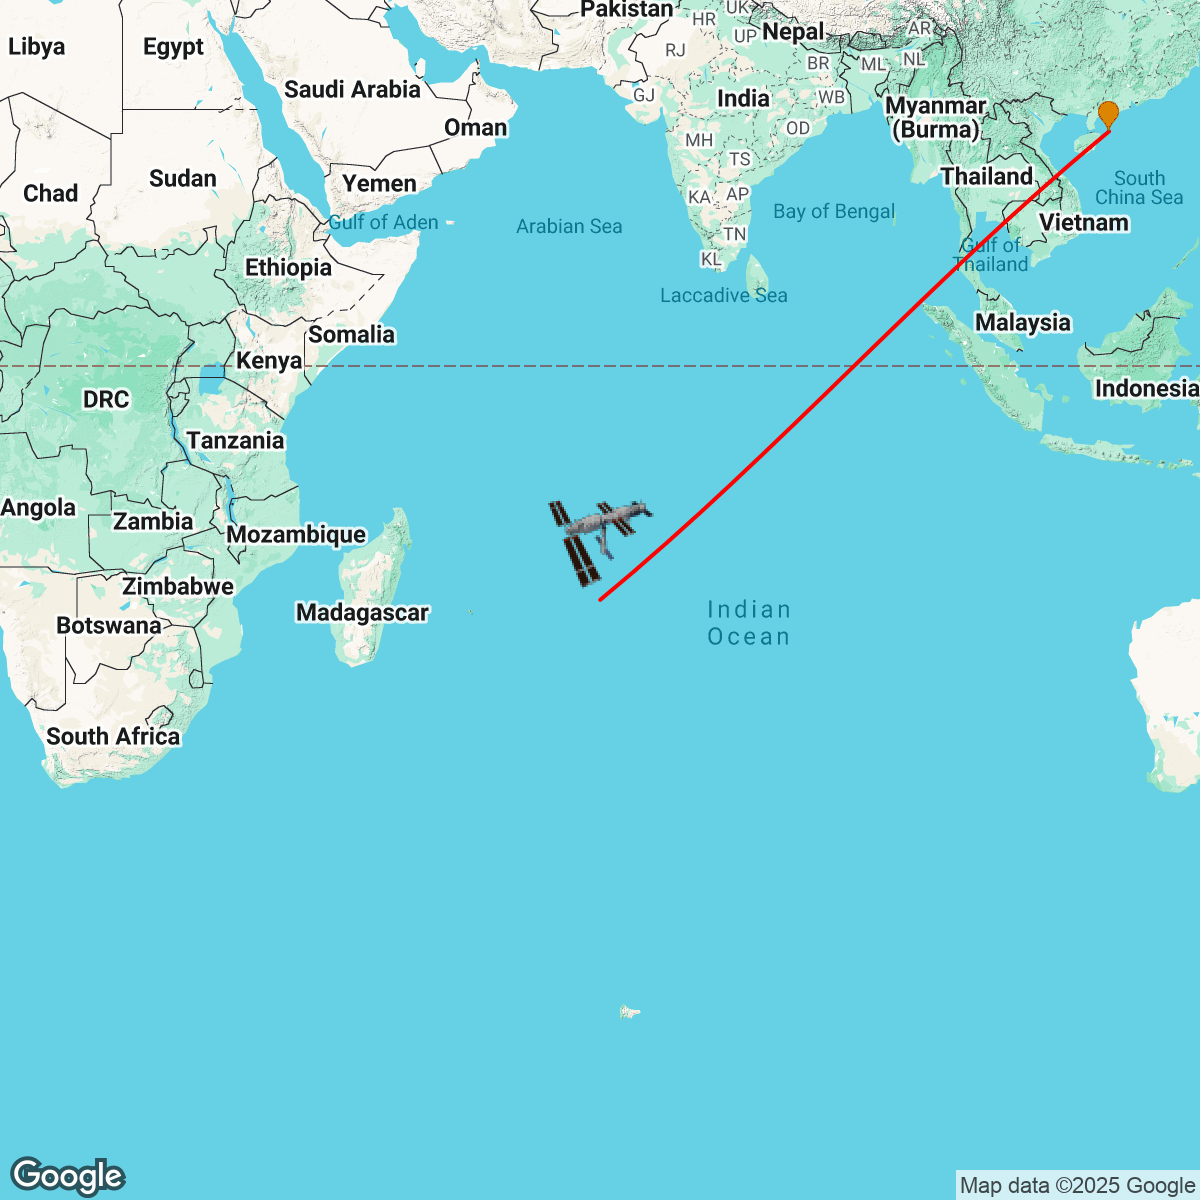 Pakistan
HR
UK
UP
Nepal
AR
Libya
Egypt
RJ
BR
ML
NL
Saudi Arabia
GJ
India
WB
Myanmar
(Burma)
Oman
MH
OD
TS
Chad
Sudan
Yemen
KA
AP
Thailand
South
China Sea
Gulf of Aden
Arabian Sea
Bay of Bengal
Vietnam
TN
KL
Gulf of
Thailand
Ethiopia
Laccadive Sea
Somalia
Malaysia
Kenya
DRC
Indonesia
Tanzania
Angola
Zambia
Mozambique
Zimbabwe
Madagascar
Botswana
Indian
Ocean
South Africa
Google
Map data ©2025 Google